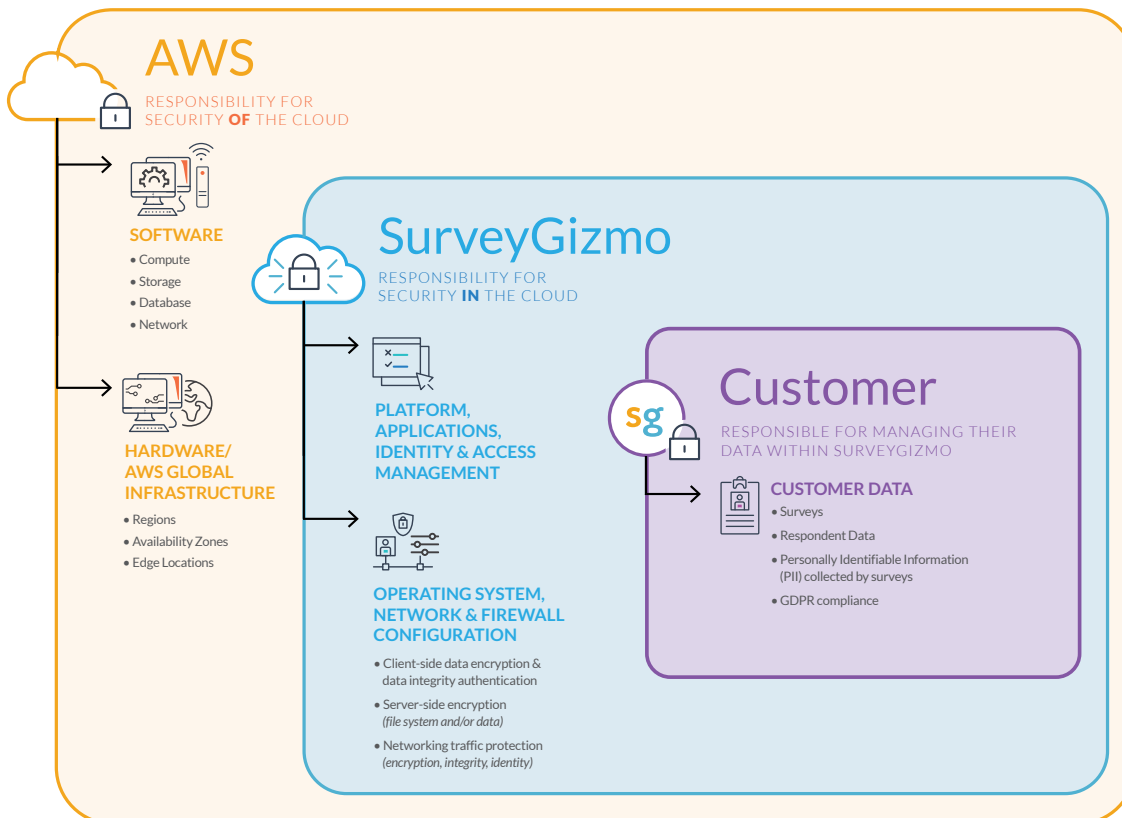 AWS
RESPONSIBILITY FOR
SECURITY OF THE CLOUD
SOFTWARE
• Compute
• Storage
• Database
• Network
HARDWARE/
AWS GLOBAL
INFRASTRUCTURE
• Regions
• Availability Zones
• Edge Locations
SurveyGizmo
RESPONSIBILITY FOR
SECURITY IN THE CLOUD
PLATFORM,
APPLICATIONS,
IDENTITY & ACCESS
MANAGEMENT
OPERATING SYSTEM,
NETWORK & FIREWALL
CONFIGURATION
• Client-side data encryption &
data integrity authentication
• Server-side encryption
(file system and/or data)
• Networking traffic protection
(encryption, integrity, identity)
sg
Customer
RESPONSIBLE FOR MANAGING THEIR
DATA WITHIN SURVEYGIZMO
CUSTOMER DATA
• Surveys
• Respondent Data
• Personally Identifiable Information
(PII) collected by surveys
• GDPR compliance